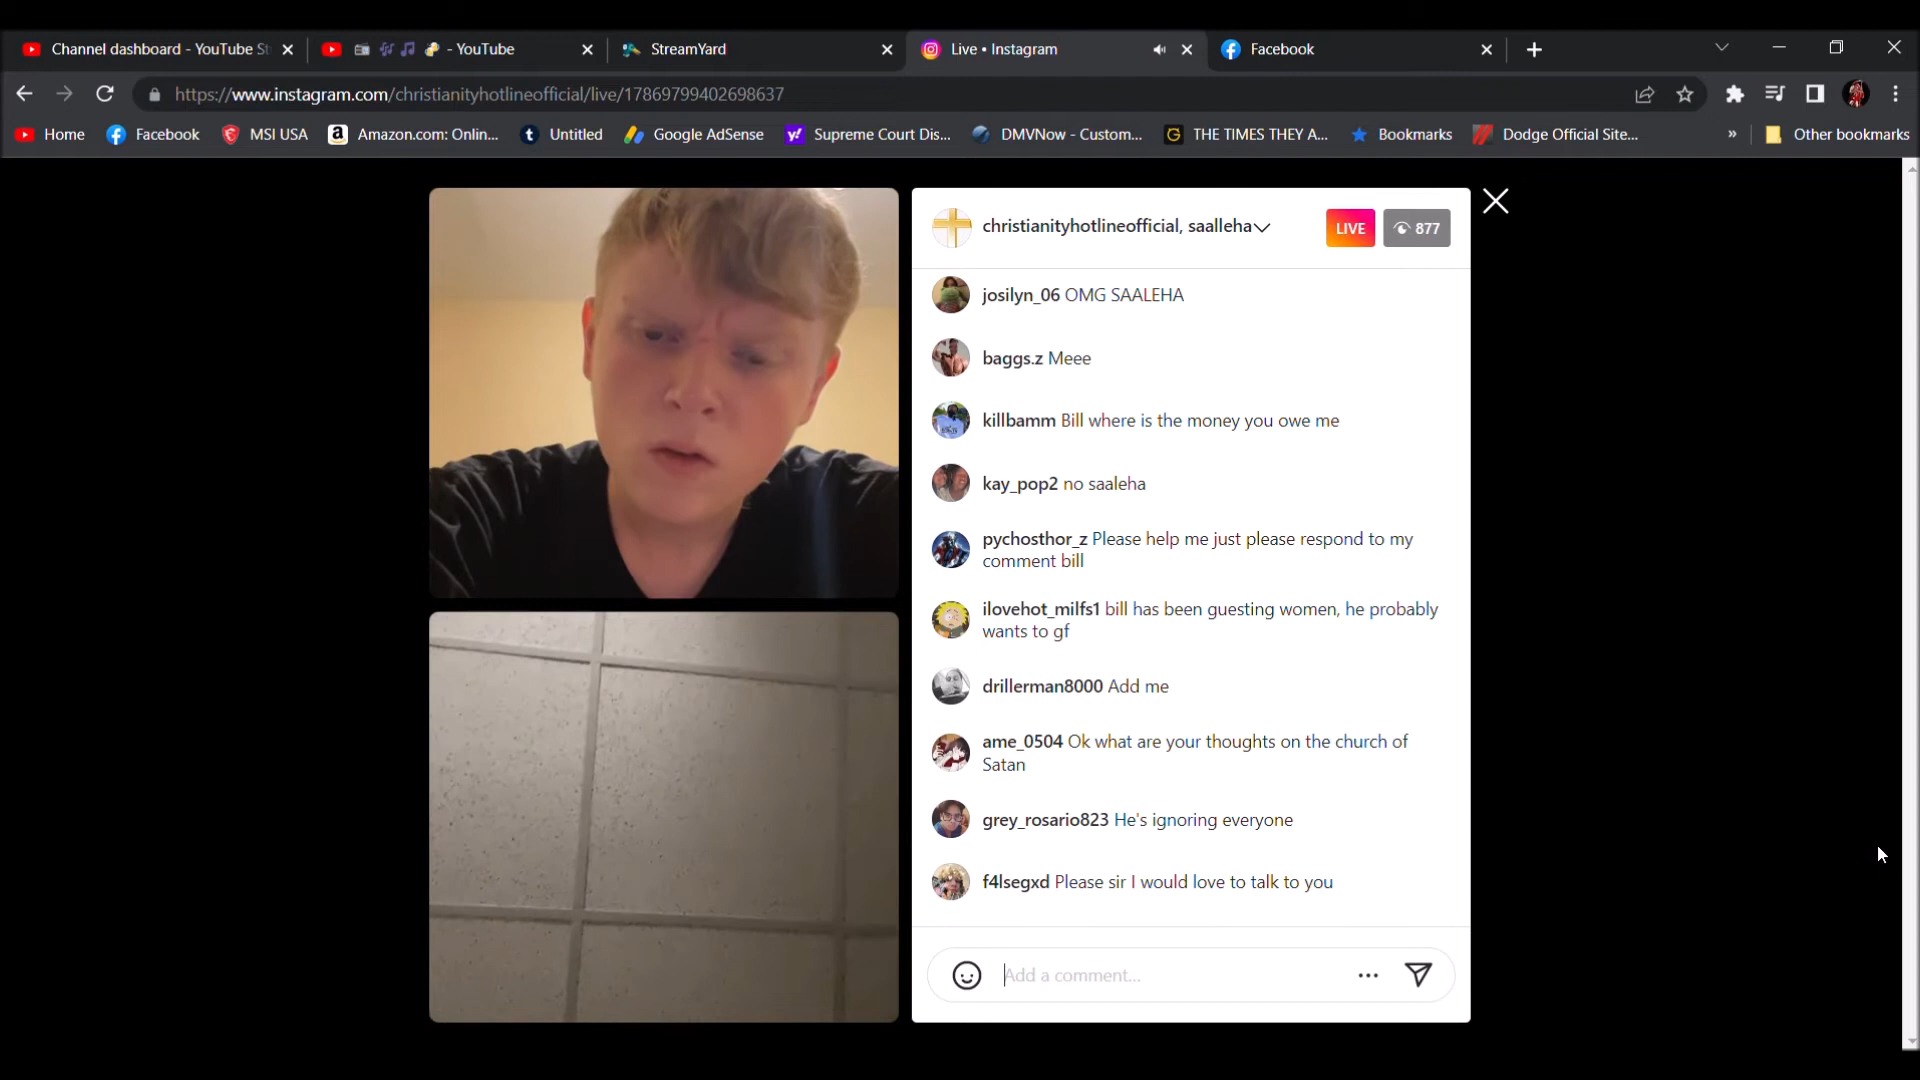 Channel dashboard - YouTube St
- YouTube
StreamYard
Live • Instagram
Facebook
https://www.instagram.com/christianityhotlineofficial/live/17869799402698637
Home
Facebook
MSI USA
Amazon.com: Onlin...
Untitled
Google AdSense
Supreme Court Dis...
DMVNow - Custom...
THE TIMES THEY A...
Bookmarks
Dodge Official Site...
»
Other bookmarks
christianityhotlineofficial, saalleha
LIVE
877
josilyn_06 OMG SAALEHA
baggs.z Meee
killbamm Bill where is the money you owe me
kay_pop2 no saaleha
pychosthor_z Please help me just please respond to my
comment bill
ilovehot_milfs1 bill has been guesting women, he probably
wants to gf
drillerman8000 Add me
ame_0504 Ok what are your thoughts on the church of
Satan
grey_rosario823 He's ignoring everyone
f4lsegxd Please sir I would love to talk to you
Add a comment...